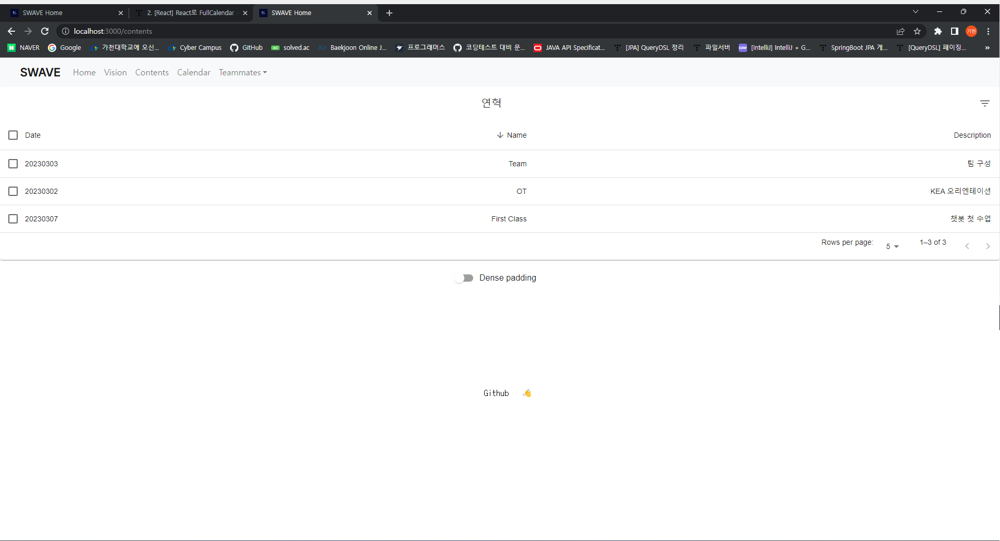 SWAVE Home
2. [React] React로 FullCalendar
SWAVE Home
localhost:3000/contents
기현
NAVER Google 가천대학교에 오신... Cyber Campus GitHub solved.ac Baekjoon Online J... 프로그래머스 코딩테스트 대비 문... JAVA API Specificat... [JPA] QueryDSL 정리 파일서버 [IntelliJ] IntelliJ + G... SpringBoot JPA 게... [QueryDSL] 페이징... »
SWAVE Home Vision Contents Calendar Teammates
연혁
Date Name Description
20230303 Team 팀 구성
20230302 OT KEA 오리엔테이션
20230307 First Class 챗봇 첫 수업
Rows per page: 5 1–3 of 3
Dense padding
Github 👋